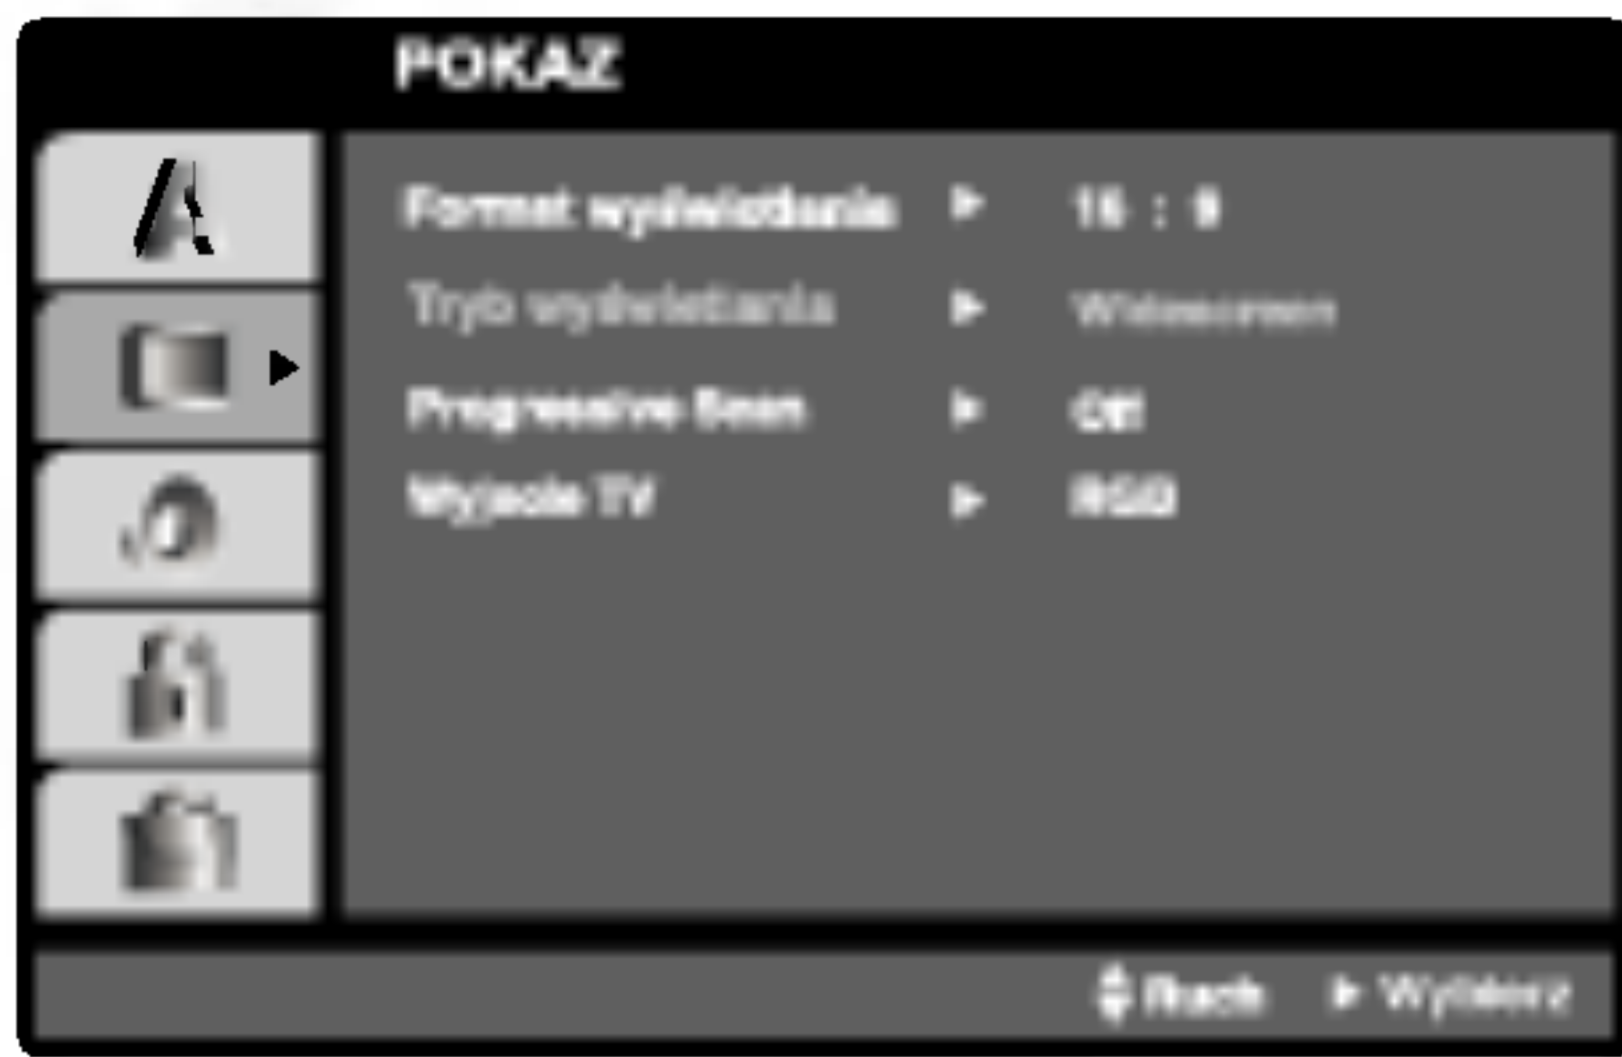 POKAZ
Format wyświetlania ► 16 : 9
Tryb wyświetlania ► Widescreen
Progressive Scan ► Off
Wyjście TV ► RGB
Ruch ► Wybierz